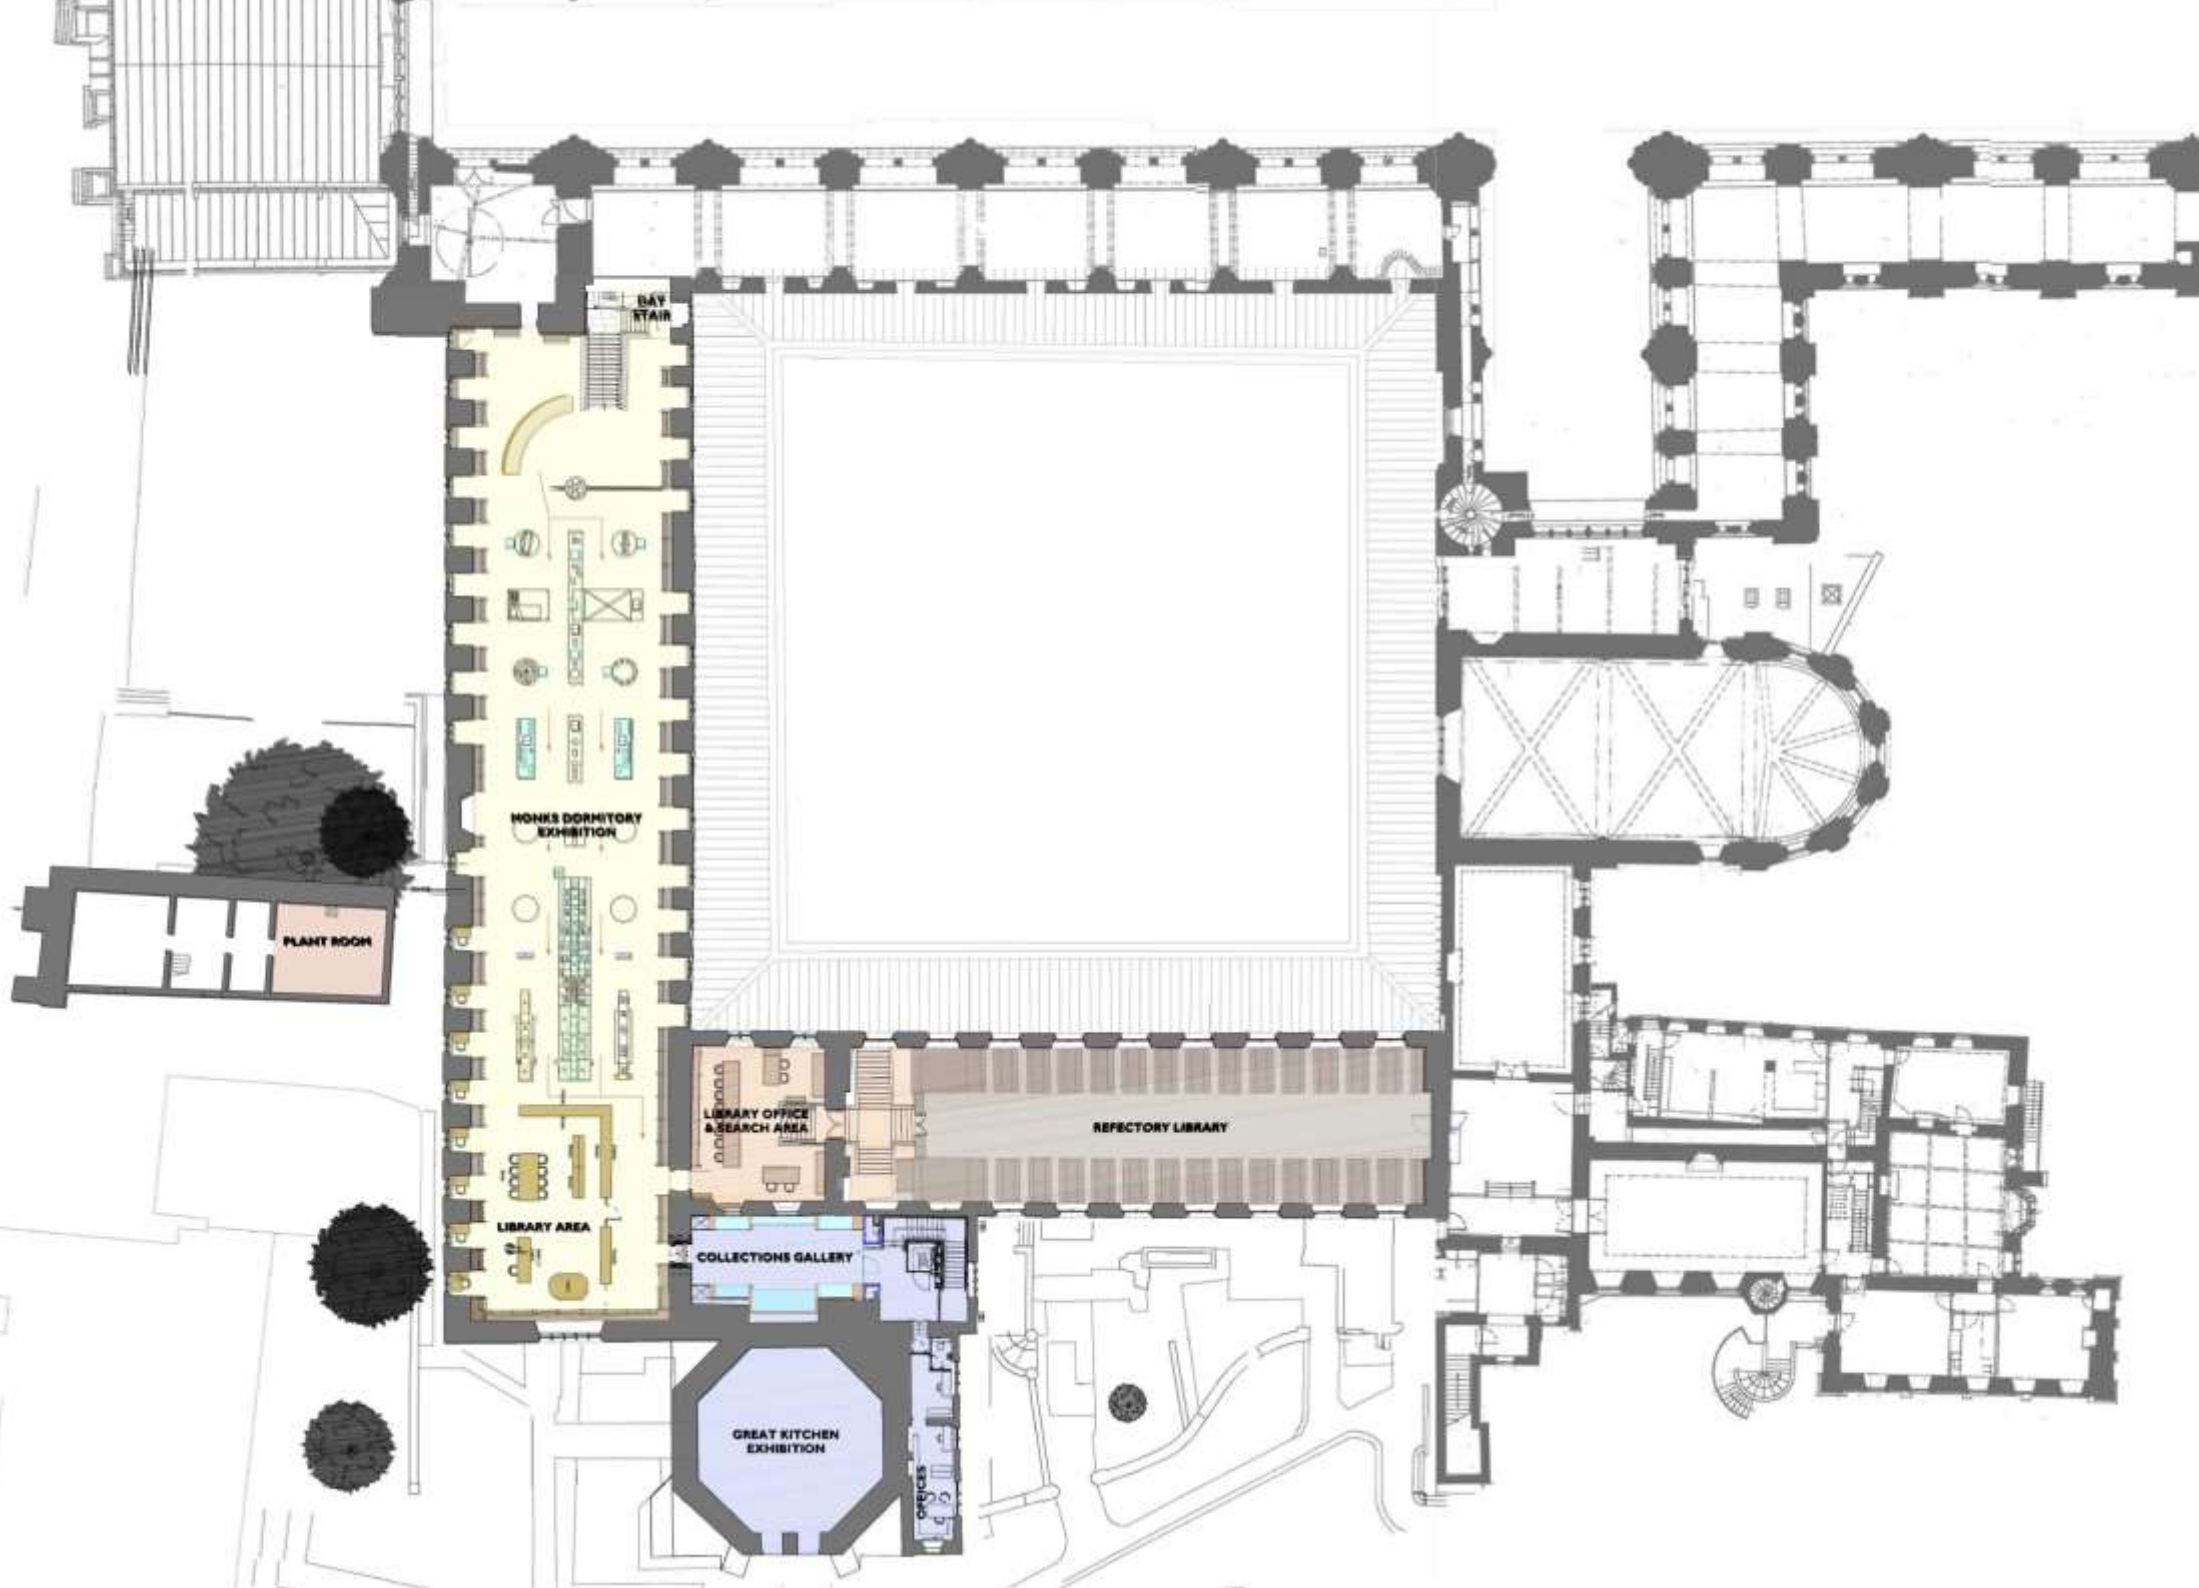 DAY
STAIR
MONKS DORMITORY
EXHIBITION
PLANT ROOM
LIBRARY OFFICE
& SEARCH AREA
REFECTORY LIBRARY
LIBRARY AREA
COLLECTIONS GALLERY
GREAT KITCHEN
EXHIBITION
OFFICES